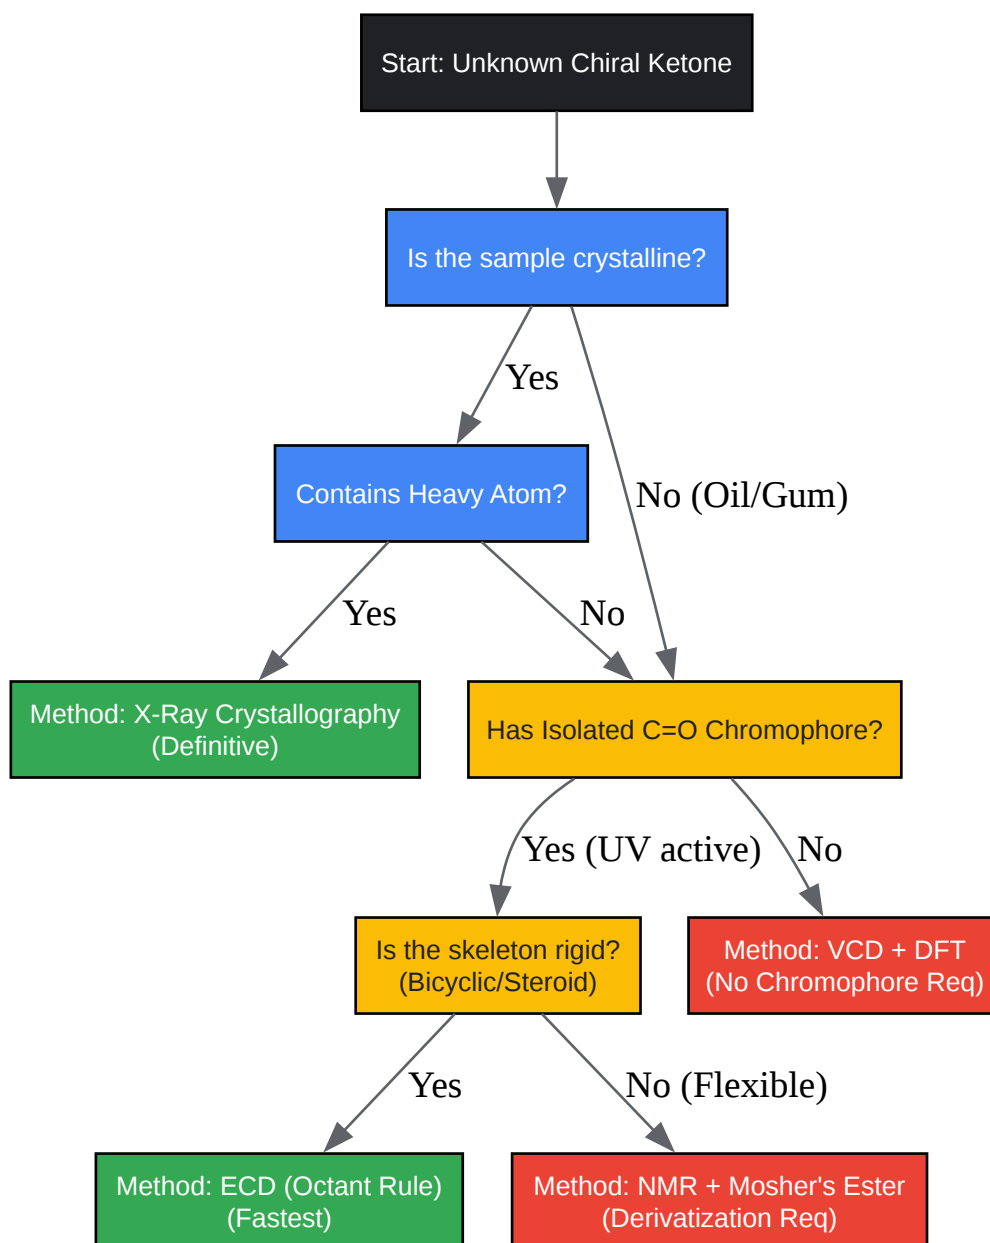 Start: Unknown Chiral Ketone
Is the sample crystalline?
Yes
Contains Heavy Atom?
No (Oil/Gum)
Yes
No
Method: X-Ray Crystallography
(Definitive)
Has Isolated C=O Chromophore?
Yes (UV active)
No
Is the skeleton rigid?
(Bicyclic/Steroid)
Method: VCD + DFT
(No Chromophore Req)
Yes
No (Flexible)
Method: ECD (Octant Rule)
(Fastest)
Method: NMR + Mosher's Ester
(Derivatization Req)